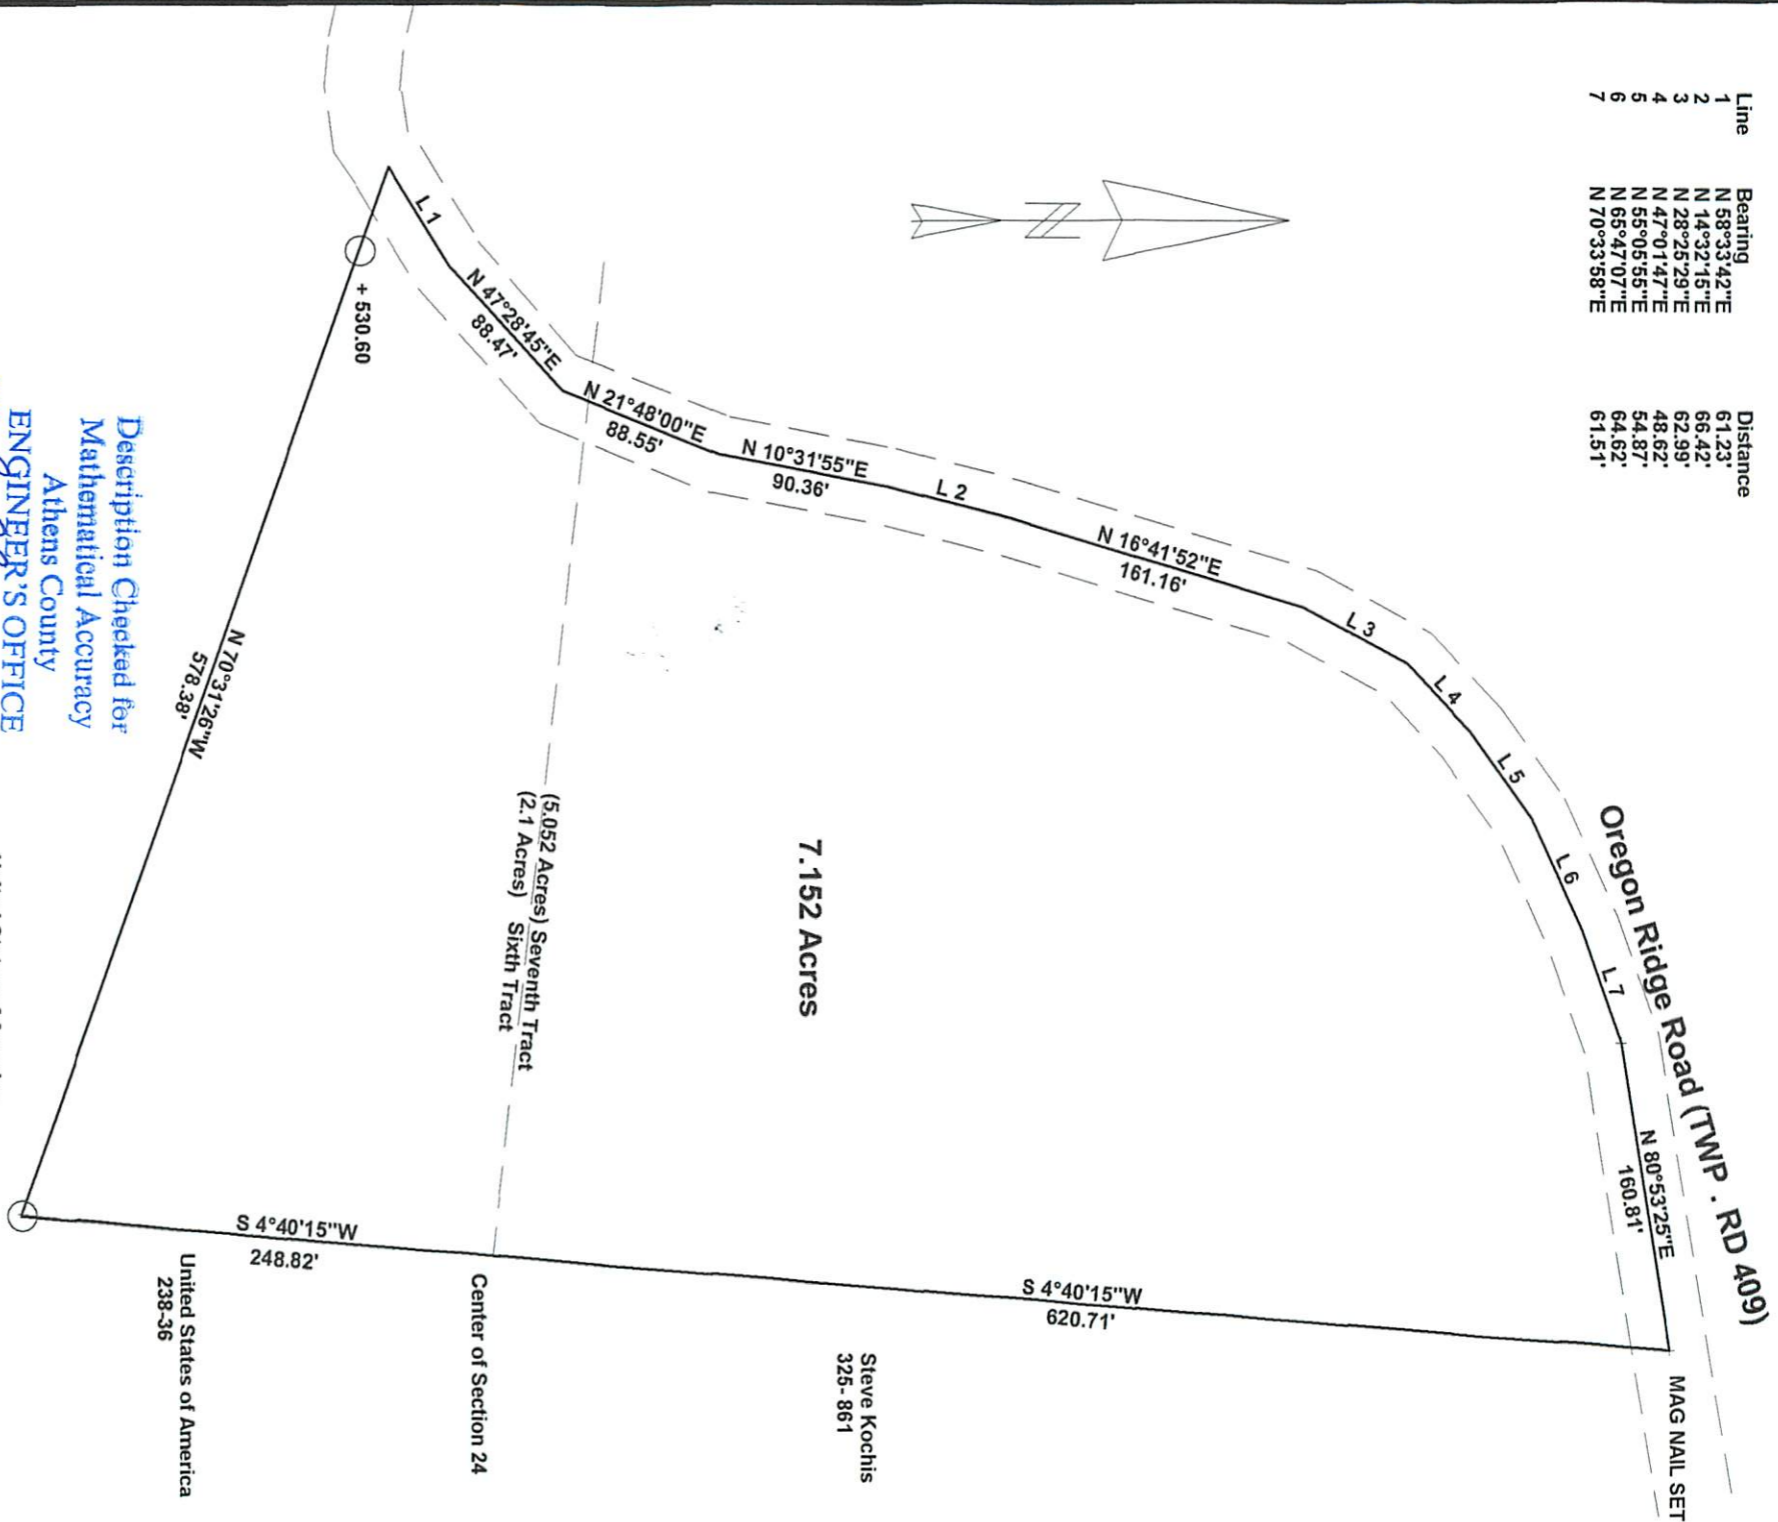 Line Bearing Distance
1 N 58°33'42"E 61.23'
2 N 14°32'15"E 66.42'
3 N 28°25'29"E 62.99'
4 N 47°01'47"E 48.62'
5 N 55°05'55"E 54.87'
6 N 65°47'07"E 64.62'
7 N 70°33'58"E 61.51'
Oregon Ridge Road (TWP . RD 409)
MAG NAIL SET
N 80°53'25"E
160.81'
L 7
L 6
L 5
L 4
L 3
N 16°41'52"E
161.16'
L 2
N 10°31'55"E
90.36'
N 21°48'00"E
88.55'
N 47°28'45"E
88.47'
L 1
N
+ 530.60
7.152 Acres
S 4°40'15"W
620.71'
Steve Kochis
325- 861
(5.052 Acres) Seventh Tract
(2.1 Acres) Sixth Tract
Center of Section 24
S 4°40'15"W
248.82'
United States of America
238-36
N 70°31'26"W
578.38'
Description Checked for
Mathematical Accuracy
Athens County
ENGINEER'S OFFICE